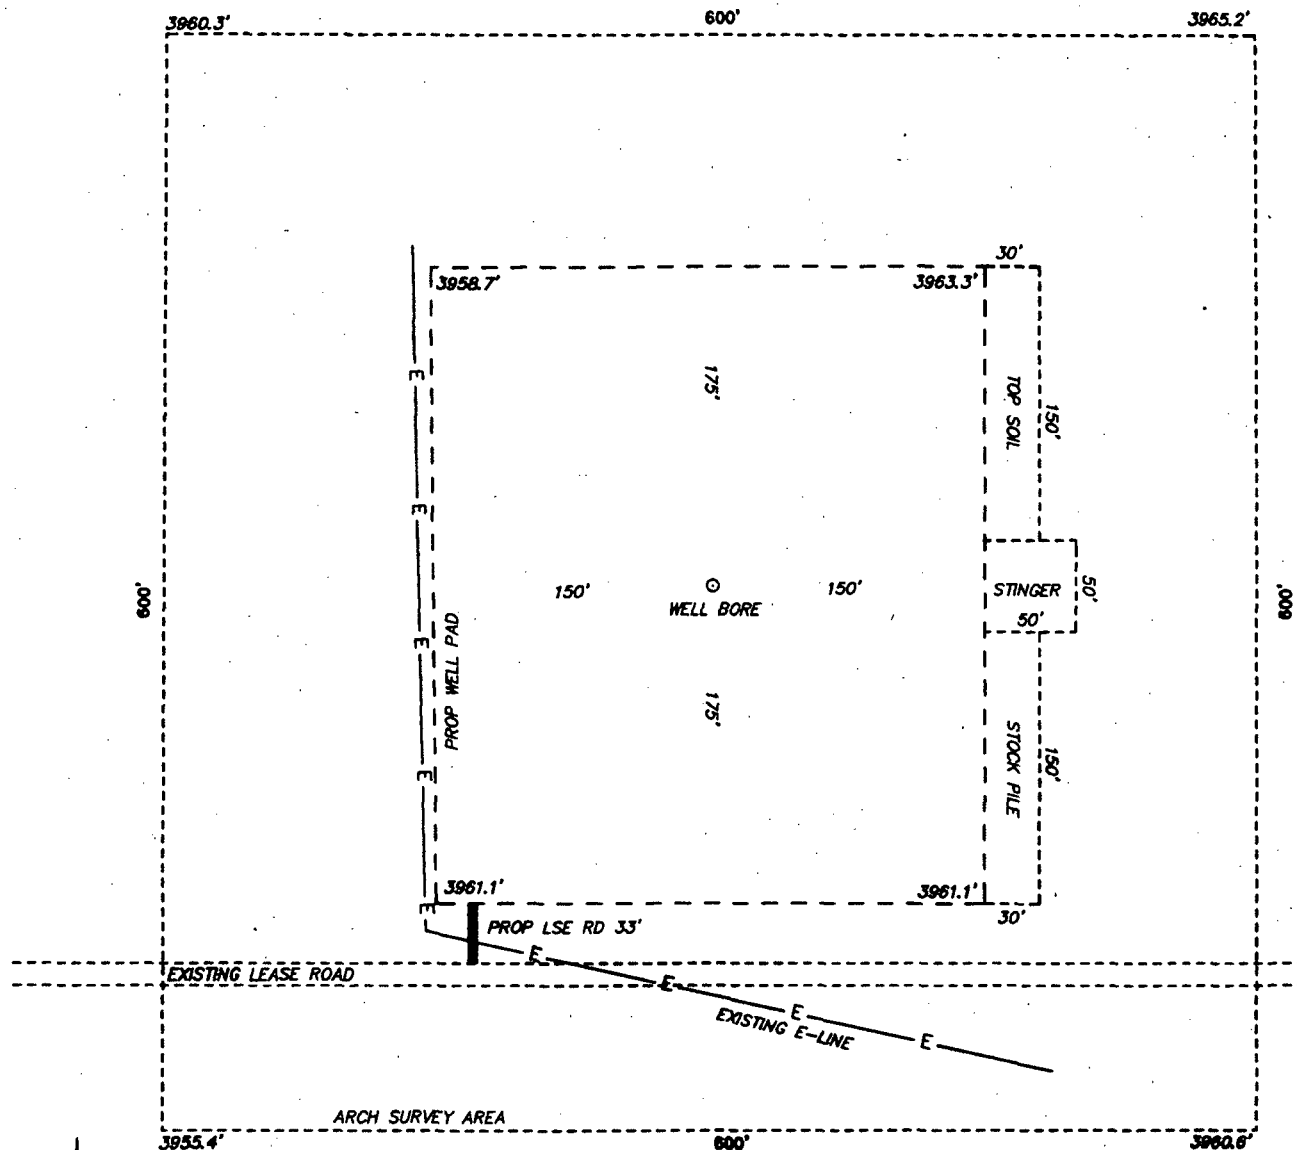 3960.3'
600'
3965.2'
30'
3958.7'
3963.3'
E
175'
TOP SOIL
150'
E
600'
150'
WELL BORE
150'
STINGER
50'
50'
600'
E
PROP WELL PAD
175'
STOCK PILE
150'
E
3961.1'
3961.1'
E
30'
PROP LSE RD 33'
E
EXISTING LEASE ROAD
E
E
EXISTING E-LINE
E
ARCH SURVEY AREA
3955.4'
600'
3960.6'